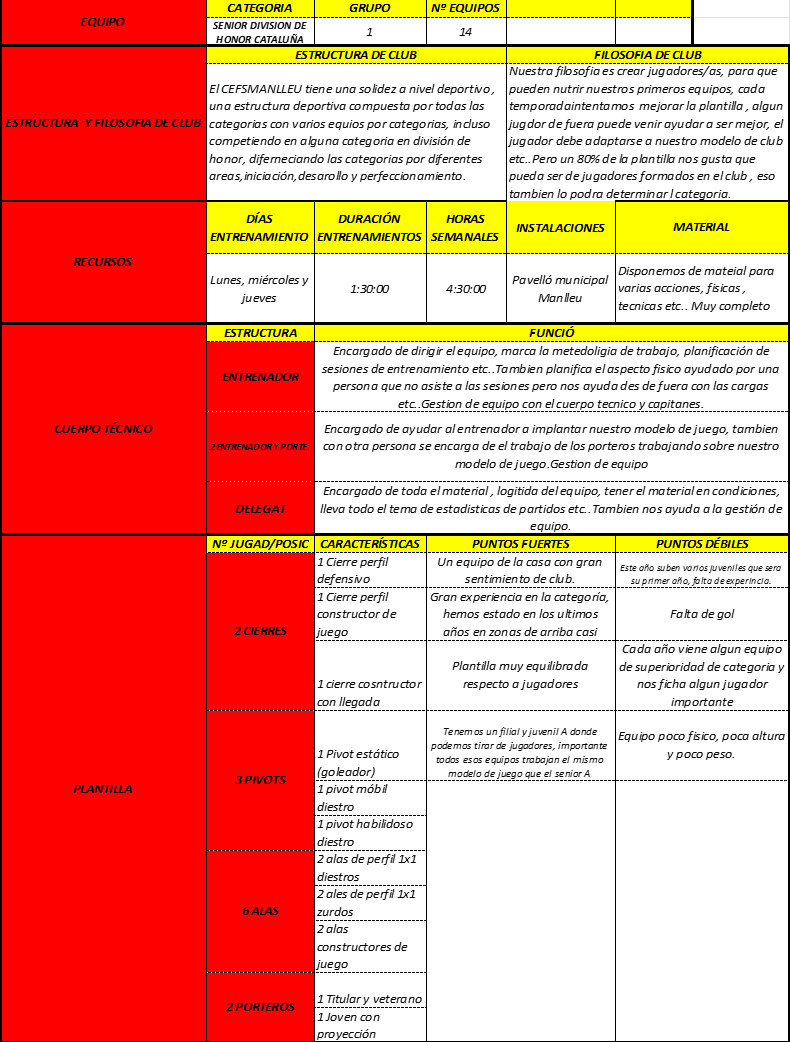 EQUIPO
CATEGORIA GRUPO Nº EQUIPOS
SENIOR DIVISION DE
HONOR CATALUÑA
1
14
ESTRUCTURA Y FILOSOFIA DE CLUB
ESTRUCTURA DE CLUB
El CEFSMANLLEU tiene una solidez a nivel deportivo ,
una estructura deportiva compuesta por todas las
categorias con varios equios por categorias, incluso
competiendo en alguna categoria en división de
honor, diferneciando las categorias por diferentes
areas,iniciación,desarollo y perfeccionamiento.
FILOSOFIA DE CLUB
Nuestra filosofia es crear jugadores/as, para que
pueden nutrir nuestros primeros equipos, cada
temporadaintentamos mejorar la plantilla , algun
jugdor de fuera puede venir ayudar a ser mejor, el
jugador debe adaptarse a nuestro modelo de club
etc..Pero un 80% de la plantilla nos gusta que
pueda ser de jugadores formados en el club , eso
tambien lo podra determinar l categoria.
RECURSOS
DÍAS
ENTRENAMIENTO
DURACIÓN
ENTRENAMIENTOS
HORAS
SEMANALES
INSTALACIONES
MATERIAL
Lunes, miércoles y
jueves
1:30:00
4:30:00
Pavelló municipal
Manlleu
Disponemos de mateial para
varias acciones, fisicas ,
tecnicas etc.. Muy completo
CUERPO TÉCNICO
ESTRUCTURA
FUNCIÓ
ENTRENADOR
Encargado de dirigir el equipo, marca la metedoligia de trabajo, planificación de
sesiones de entrenamiento etc..Tambien planifica el aspecto fisico ayudado por una
persona que no asiste a las sesiones pero nos ayuda des de fuera con las cargas
etc..Gestion de equipo con el cuerpo tecnico y capitanes.
2 ENTRENADOR Y PORTE.
Encargado de ayudar al entrenador a implantar nuestro modelo de juego, tambien
con otra persona se encarga de el trabajo de los porteros trabajando sobre nuestro
modelo de juego.Gestion de equipo
DELEGAT
Encargado de toda el material , logitida del equipo, tener el material en condiciones,
lleva todo el tema de estadisticas de partidos etc..Tambien nos ayuda a la gestión de
equipo.
PLANTILLA
Nº JUGAD/POSIC CARACTERÍSTICAS PUNTOS FUERTES PUNTOS DÉBILES
2 CIERRES
1 Cierre perfil
defensivo
Un equipo de la casa con gran
sentimiento de club.
Este año suben varios juveniles que sera
su primer año, falta de experincia.
1 Cierre perfil
constructor de
juego
Gran experiencia en la categoría,
hemos estado en los ultimos
años en zonas de arriba casi
Falta de gol
1 cierre cosntructor
con llegada
Plantilla muy equilibrada
respecto a jugadores
Cada año viene algun equipo
de superioridad de categoria y
nos ficha algun jugador
importante
3 PIVOTS
1 Pivot estático
(goleador)
Tenemos un filial y juvenil A donde
podemos tirar de jugadores, importante
todos esos equipos trabajan el mismo
modelo de juego que el senior A
Equipo poco fisico, poca altura
y poco peso.
1 pivot móbil
diestro
1 pivot habilidoso
diestro
6 ALAS
2 alas de perfil 1x1
diestros
2 ales de perfil 1x1
zurdos
2 alas
constructores de
juego
2 PORTEROS
1 Titular y veterano
1 Joven con
proyección